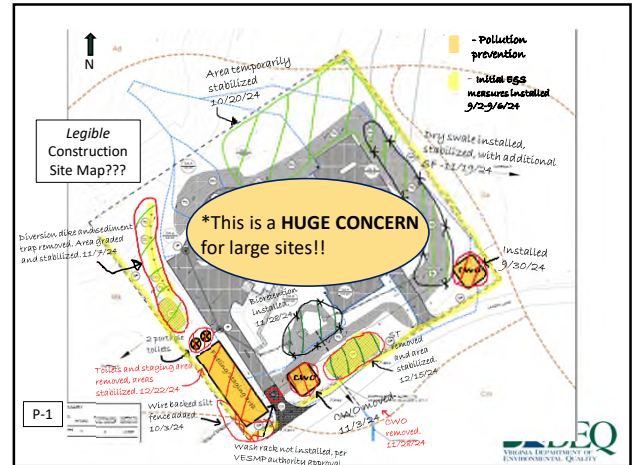 N
- Pollution
prevention
- Initial E&S
measures installed
9/2-9/6/24
Area temporarily
stabilized
10/20/24
Legible
Construction
Site Map???
Dry swale installed,
stabilized, with additional
SF -11/19/24
*This is a HUGE CONCERN
for large sites!!
Diversion dike and sediment
trap removed. Area graded
and stabilized. 11/7/24
Installed
9/30/24
CWO
Bioretention
installed,
11/28/24
2 portable
toilets
Toilets and staging area
removed, areas
stabilized. 12/22/24
ST
removed
and area
stabilized
12/15/24
CWO
Wire backed silt
fence added
10/3/24
CWO moved
11/3/24
CWO
removed,
11/28/24
P-1
Wash rack not installed, per
VESMP authority approval
DEQ
VIRGINIA DEPARTMENT OF
ENVIRONMENTAL QUALITY